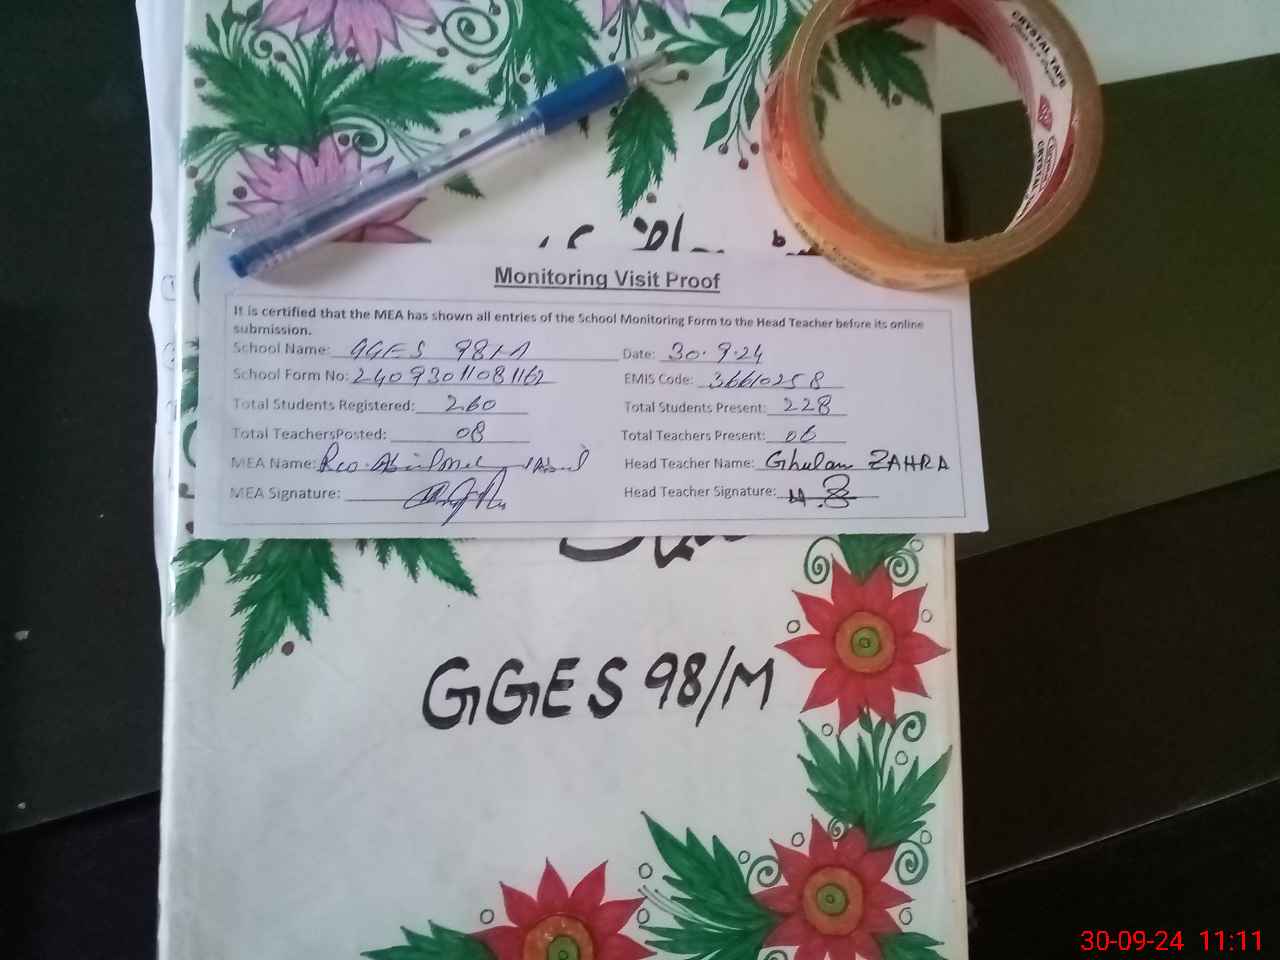 CRYSTAL TAPE
Monitoring Visit Proof
It is certified that the MEA has shown all entries of the School Monitoring Form to the Head Teacher before its online
submission.
School Name: GGES 98/M Date: 30.9.24
School Form No: 24093011081162 EMIS Code: 36610258
Total Students Registered: 260 Total Students Present: 228
Total TeachersPosted: 08 Total Teachers Present: 06
MEA Name: Head Teacher Name: Ghulam ZAHRA
MEA Signature: Head Teacher Signature:
GGES 98/M
30-09-24 11:11